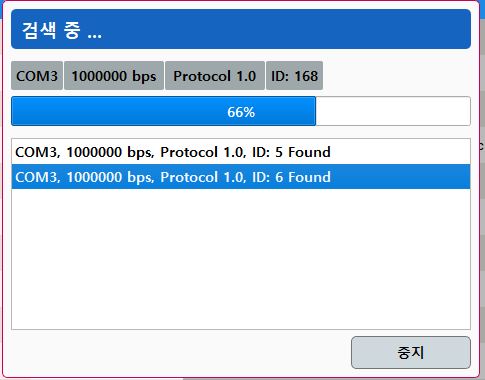 검색 중 ...
COM3 1000000 bps Protocol 1.0 ID: 168
66%
COM3, 1000000 bps, Protocol 1.0, ID: 5 Found
COM3, 1000000 bps, Protocol 1.0, ID: 6 Found
중지